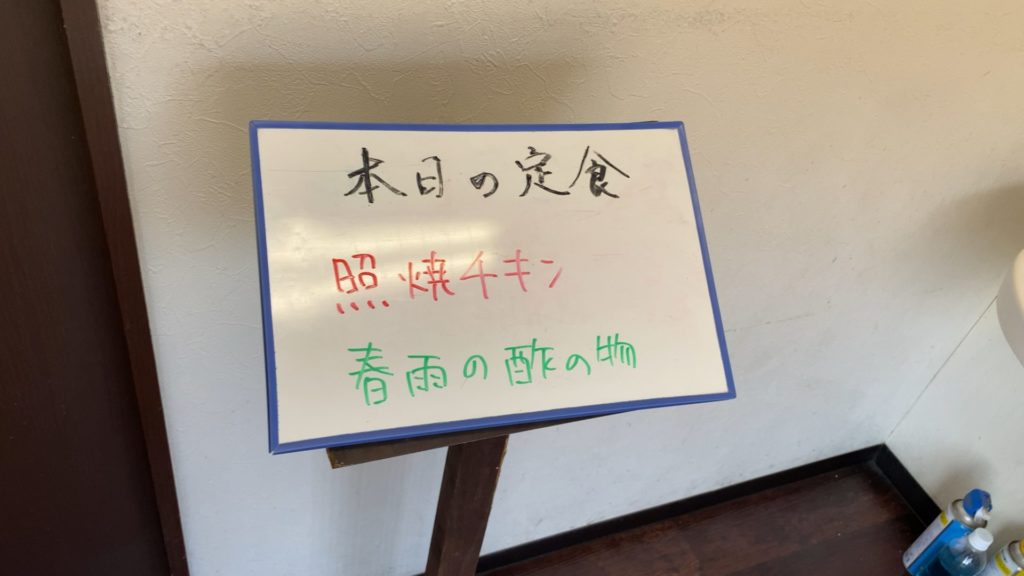 本日の定食
照焼チキン
春雨の酢の物